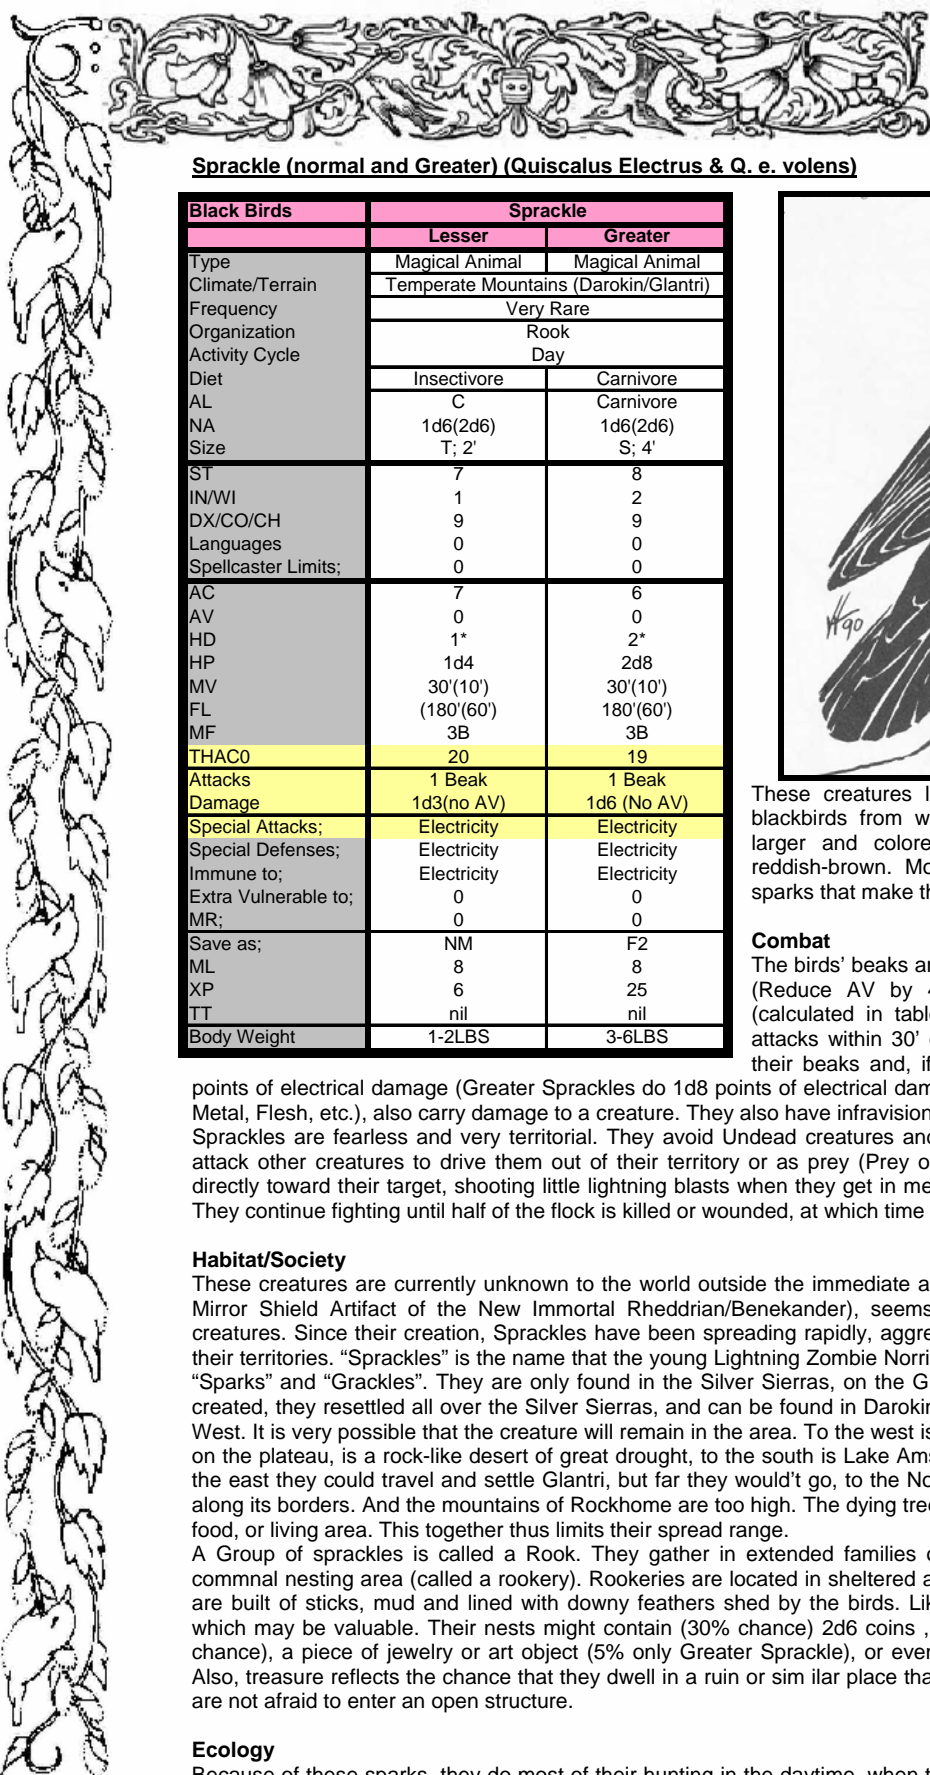 Sprackle (normal and Greater) (Quiscalus Electrus & Q. e. volens)
Black Birds Sprackle
Lesser Greater
Type Magical Animal Magical Animal
Climate/Terrain Temperate Mountains (Darokin/Glantri)
Frequency Very Rare
Organization Rook
Activity Cycle Day
Diet Insectivore Carnivore
AL C Carnivore
NA 1d6(2d6) 1d6(2d6)
Size T; 2' S; 4'
ST 7 8
IN/WI 1 2
DX/CO/CH 9 9
Languages 0 0
Spellcaster Limits; 0 0
AC 7 6
AV 0 0
HD 1* 2*
HP 1d4 2d8
MV 30'(10') 30'(10')
FL (180'(60') 180'(60')
MF 3B 3B
THAC0 20 19
Attacks 1 Beak 1 Beak
Damage 1d3(no AV) 1d6 (No AV)
Special Attacks; Electricity Electricity
Special Defenses; Electricity Electricity
Immune to; Electricity Electricity
Extra Vulnerable to; 0 0
MR; 0 0
Save as; NM F2
ML 8 8
XP 6 25
TT nil nil
Body Weight 1-2LBS 3-6LBS
90
These creatures
blackbirds from
larger and
reddish-brown.
sparks that make
Combat
The birds’ beaks
(Reduce AV by
(calculated in
attacks within 30’
their beaks and,
points of electrical damage (Greater Sprackles do 1d8 points of electrical
Metal, Flesh, etc.), also carry damage to a creature. They also have infravision
Sprackles are fearless and very territorial. They avoid Undead creatures
attack other creatures to drive them out of their territory or as prey (Prey
directly toward their target, shooting little lightning blasts when they get in
They continue fighting until half of the flock is killed or wounded, at which time
Habitat/Society
These creatures are currently unknown to the world outside the immediate
Mirror Shield Artifact of the New Immortal Rheddrian/Benekander), seems
creatures. Since their creation, Sprackles have been spreading rapidly,
their territories. “Sprackles” is the name that the young Lightning Zombie
“Sparks” and “Grackles”. They are only found in the Silver Sierras, on the
created, they resettled all over the Silver Sierras, and can be found in
West. It is very possible that the creature will remain in the area. To the west
on the plateau, is a rock-like desert of great drought, to the south is Lake
the east they could travel and settle Glantri, but far they would’t go, to the
along its borders. And the mountains of Rockhome are too high. The dying
food, or living area. This together thus limits their spread range.
A Group of sprackles is called a Rook. They gather in extended families
commnal nesting area (called a rookery). Rookeries are located in sheltered
are built of sticks, mud and lined with downy feathers shed by the birds.
which may be valuable. Their nests might contain (30% chance) 2d6 coins ,
chance), a piece of jewelry or art object (5% only Greater Sprackle), or
Also, treasure reflects the chance that they dwell in a ruin or sim ilar place
are not afraid to enter an open structure.
Ecology
Because of these sparks, they do most of their hunting in the daytime, when